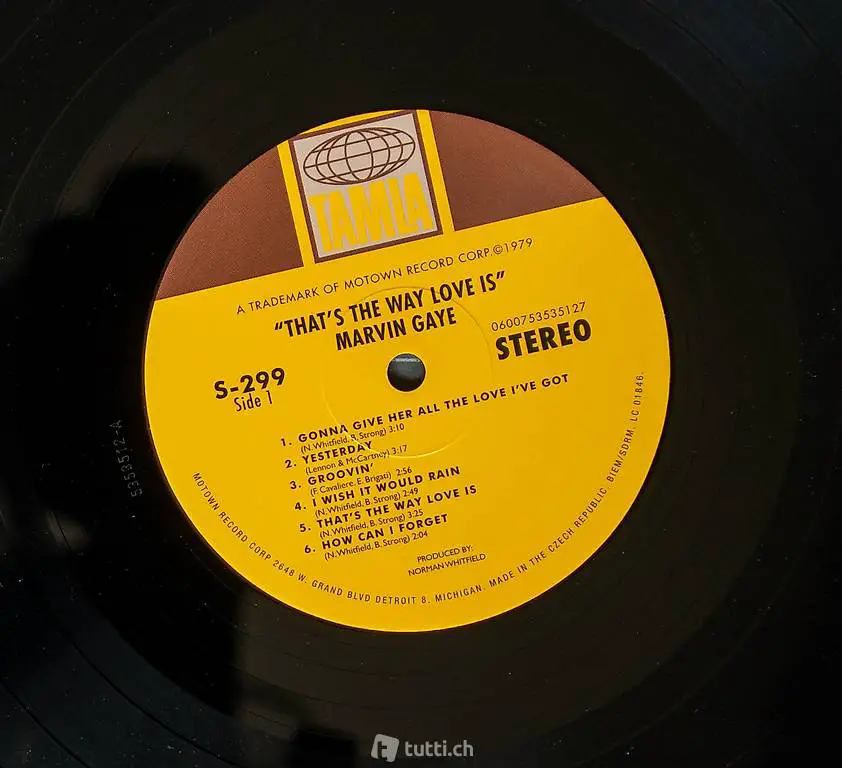 TAMLA
A TRADEMARK OF MOTOWN RECORD CORP.©1979
"THAT'S THE WAY LOVE IS"
MARVIN GAYE
0600753535127
STEREO
S-299
Side 1
1. GONNA GIVE HER ALL THE LOVE I'VE GOT
(N. Whitfield, B. Strong) 3:10
2. YESTERDAY
(Lennon & McCartney) 3:17
3. GROOVIN'
(F. Cavaliere, E. Brigati) 2:56
4. I WISH IT WOULD RAIN
(N. Whitfield, B. Strong) 2:49
5. THAT'S THE WAY LOVE IS
(N. Whitfield, B. Strong) 3:25
6. HOW CAN I FORGET
(N. Whitfield, B. Strong) 2:04
PRODUCED BY:
NORMAN WHITFIELD
MOTOWN RECORD CORP 2648 W. GRAND BLVD DETROIT 8, MICHIGAN. MADE IN THE CZECH REPUBLIC. BIEM/SDRM. LC 01846.
5353512-A
tutti.ch